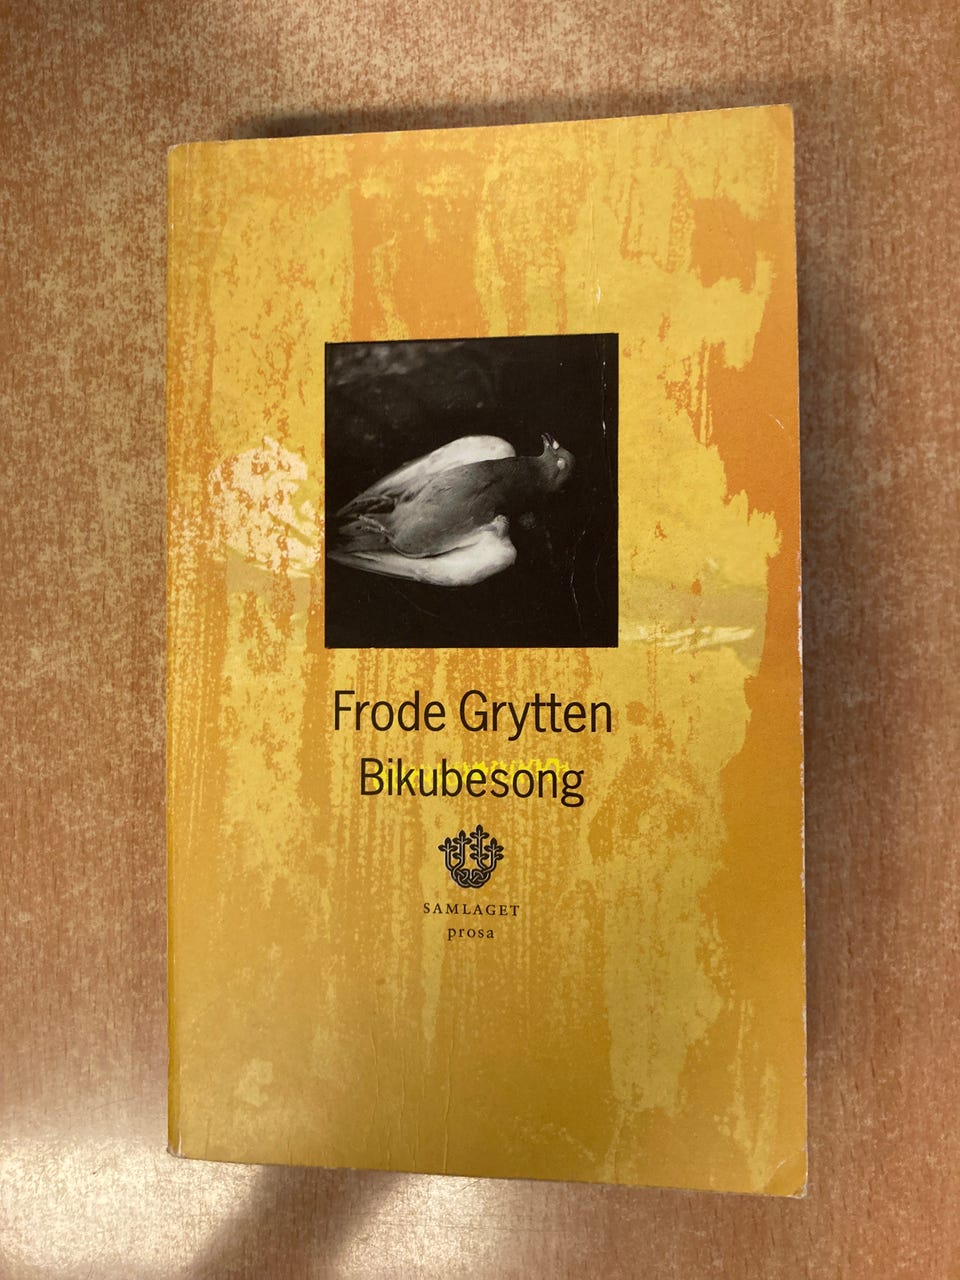 Frode Grytten
Bikubesong
SAMLAGET
prosa